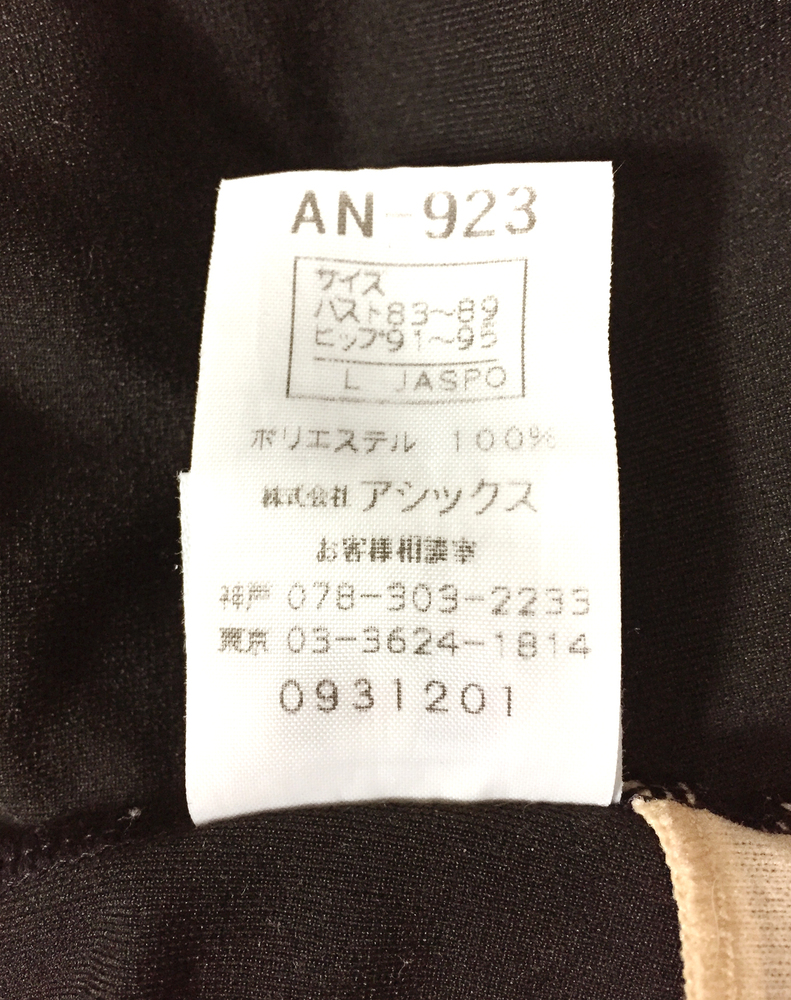 AN-923
サイズ
バスト83~89
ヒップ91~95
L JASPO
ポリエステル 100%
株式会社 アシックス
お客様相談室
神戸 078-303-2233
東京 03-3624-1814
0931201